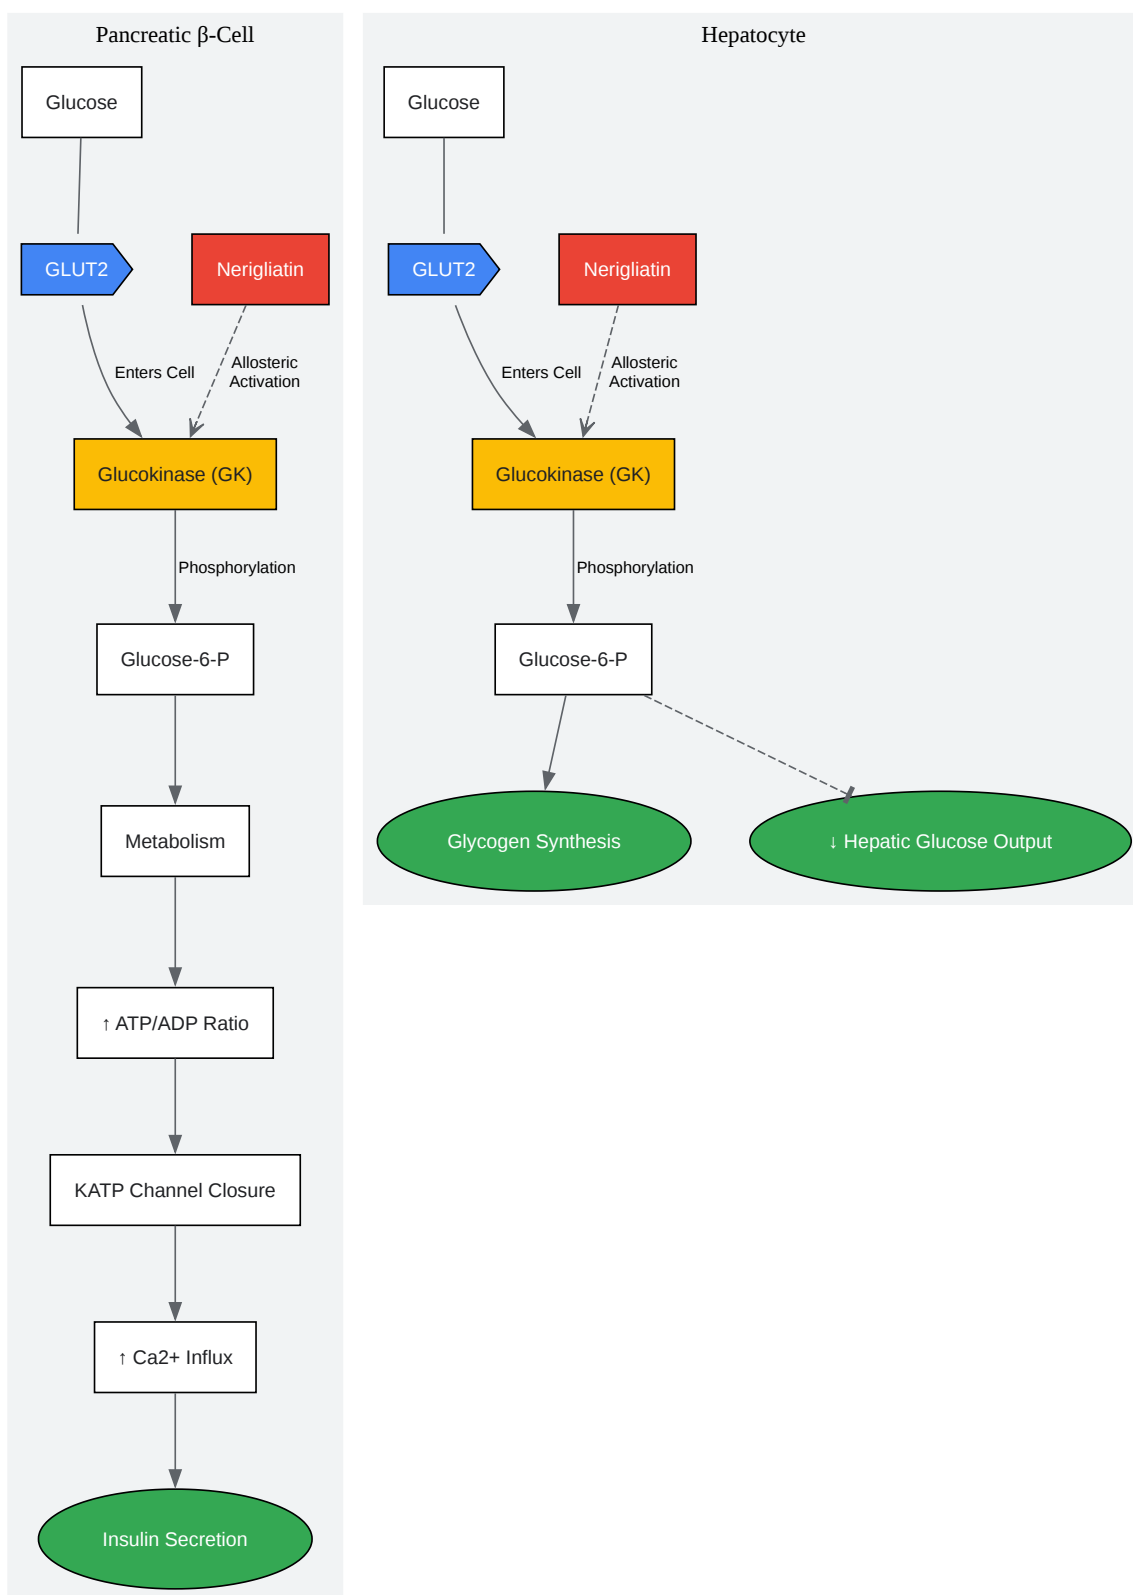 Pancreatic β-Cell
Glucose
GLUT2
Nerigliatin
Enters Cell
Allosteric
Activation
Glucokinase (GK)
Phosphorylation
Glucose-6-P
Metabolism
↑ ATP/ADP Ratio
KATP Channel Closure
↑ Ca2+ Influx
Insulin Secretion
Hepatocyte
Glucose
GLUT2
Nerigliatin
Enters Cell
Allosteric
Activation
Glucokinase (GK)
Phosphorylation
Glucose-6-P
Glycogen Synthesis
↓ Hepatic Glucose Output